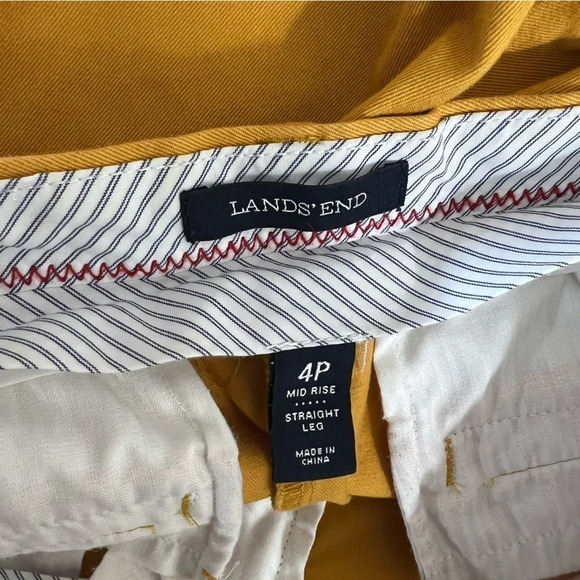 LANDS' END
4P
MID RISE
•••••
STRAIGHT
LEG
MADE IN
CHINA